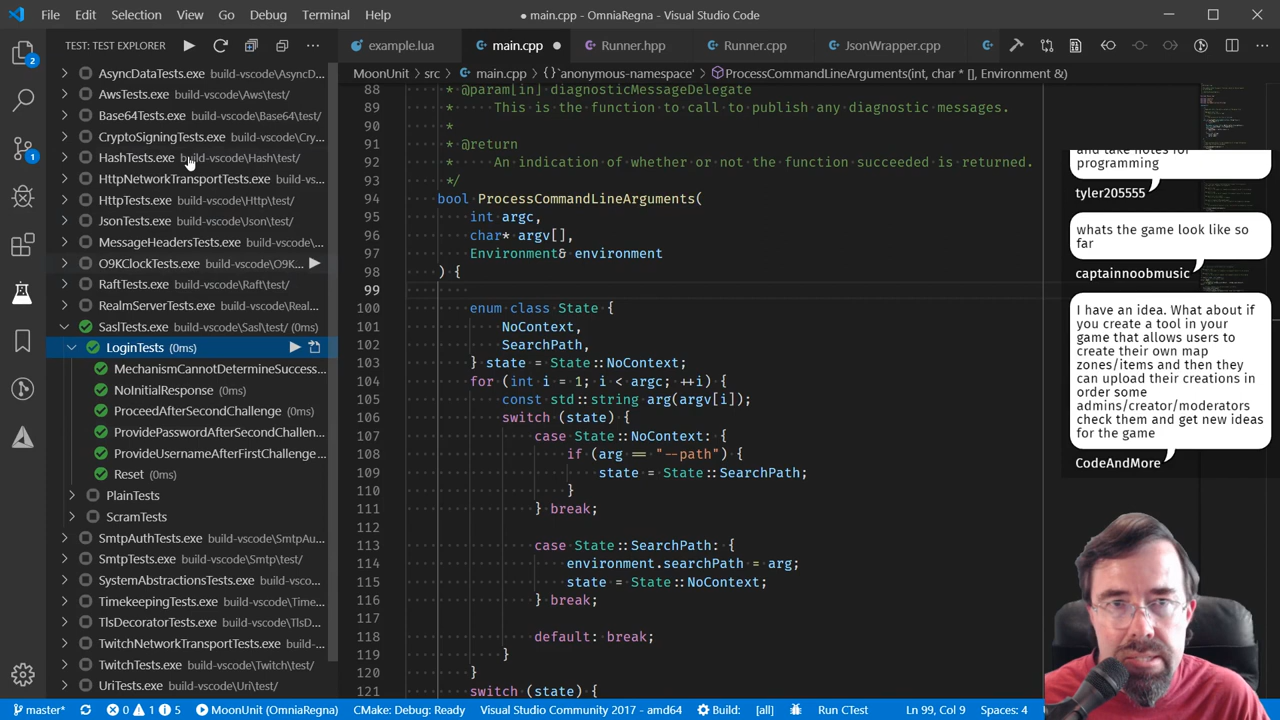 File Edit Selection View Go Debug Terminal Help
● main.cpp - OmniaRegna - Visual Studio Code
TEST: TEST EXPLORER
example.lua
main.cpp
Runner.hpp
Runner.cpp
JsonWrapper.cpp
MoonUnit > src > main.cpp > {} `anonymous-namespace' > ProcessCommandLineArguments(int, char * [], Environment &)
2
1
AsyncDataTests.exe build-vscode\AsyncD...
AwsTests.exe build-vscode\Aws\test/
Base64Tests.exe build-vscode\Base64\test/
CryptoSigningTests.exe build-vscode\Cry...
HashTests.exe build-vscode\Hash\test/
HttpNetworkTransportTests.exe build-vs...
HttpTests.exe build-vscode\Http\test/
JsonTests.exe build-vscode\Json\test/
MessageHeadersTests.exe build-vscode\...
O9KClockTests.exe build-vscode\O9K...
RaftTests.exe build-vscode\Raft\test/
RealmServerTests.exe build-vscode\Real...
SaslTests.exe build-vscode\Sasl\test/ (0ms)
LoginTests (0ms)
MechanismCannotDetermineSuccess...
NoInitialResponse (0ms)
ProceedAfterSecondChallenge (0ms)
ProvidePasswordAfterSecondChallen...
ProvideUsernameAfterFirstChallenge...
Reset (0ms)
PlainTests
ScramTests
SmtpAuthTests.exe build-vscode\SmtpAu...
SmtpTests.exe build-vscode\Smtp\test/
SystemAbstractionsTests.exe build-vsco...
TimekeepingTests.exe build-vscode\Time...
TlsDecoratorTests.exe build-vscode\TlsD...
TwitchNetworkTransportTests.exe build-...
TwitchTests.exe build-vscode\Twitch\test/
UriTests.exe build-vscode\Uri\test/
88 * @param[in] diagnosticMessageDelegate
89 * This is the function to call to publish any diagnostic messages.
90 *
91 * @return
92 * An indication of whether or not the function succeeded is returned.
93 */
94 bool ProcessCommandLineArguments(
95 int argc,
96 char* argv[],
97 Environment& environment
98 ) {
99
100 enum class State {
101 NoContext,
102 SearchPath,
103 } state = State::NoContext;
104 for (int i = 1; i < argc; ++i) {
105 const std::string arg(argv[i]);
106 switch (state) {
107 case State::NoContext: {
108 if (arg == "--path") {
109 state = State::SearchPath;
110 }
111 } break;
112
113 case State::SearchPath: {
114 environment.searchPath = arg;
115 state = State::NoContext;
116 } break;
117
118 default: break;
119 }
120 }
121 switch (state) {
and take notes for
programming
tyler205555
whats the game look like so
far
captainnoobmusic
I have an idea. What about if
you create a tool in your
game that allows users to
create their own map
zones/items and then they
can upload their creations in
order some
admins/creator/moderators
check them and get new ideas
for the game
CodeAndMore
master* 0 1 5 MoonUnit (OmniaRegna) CMake: Debug: Ready Visual Studio Community 2017 - amd64 Build: [all] Run CTest Ln 99, Col 9 Spaces: 4